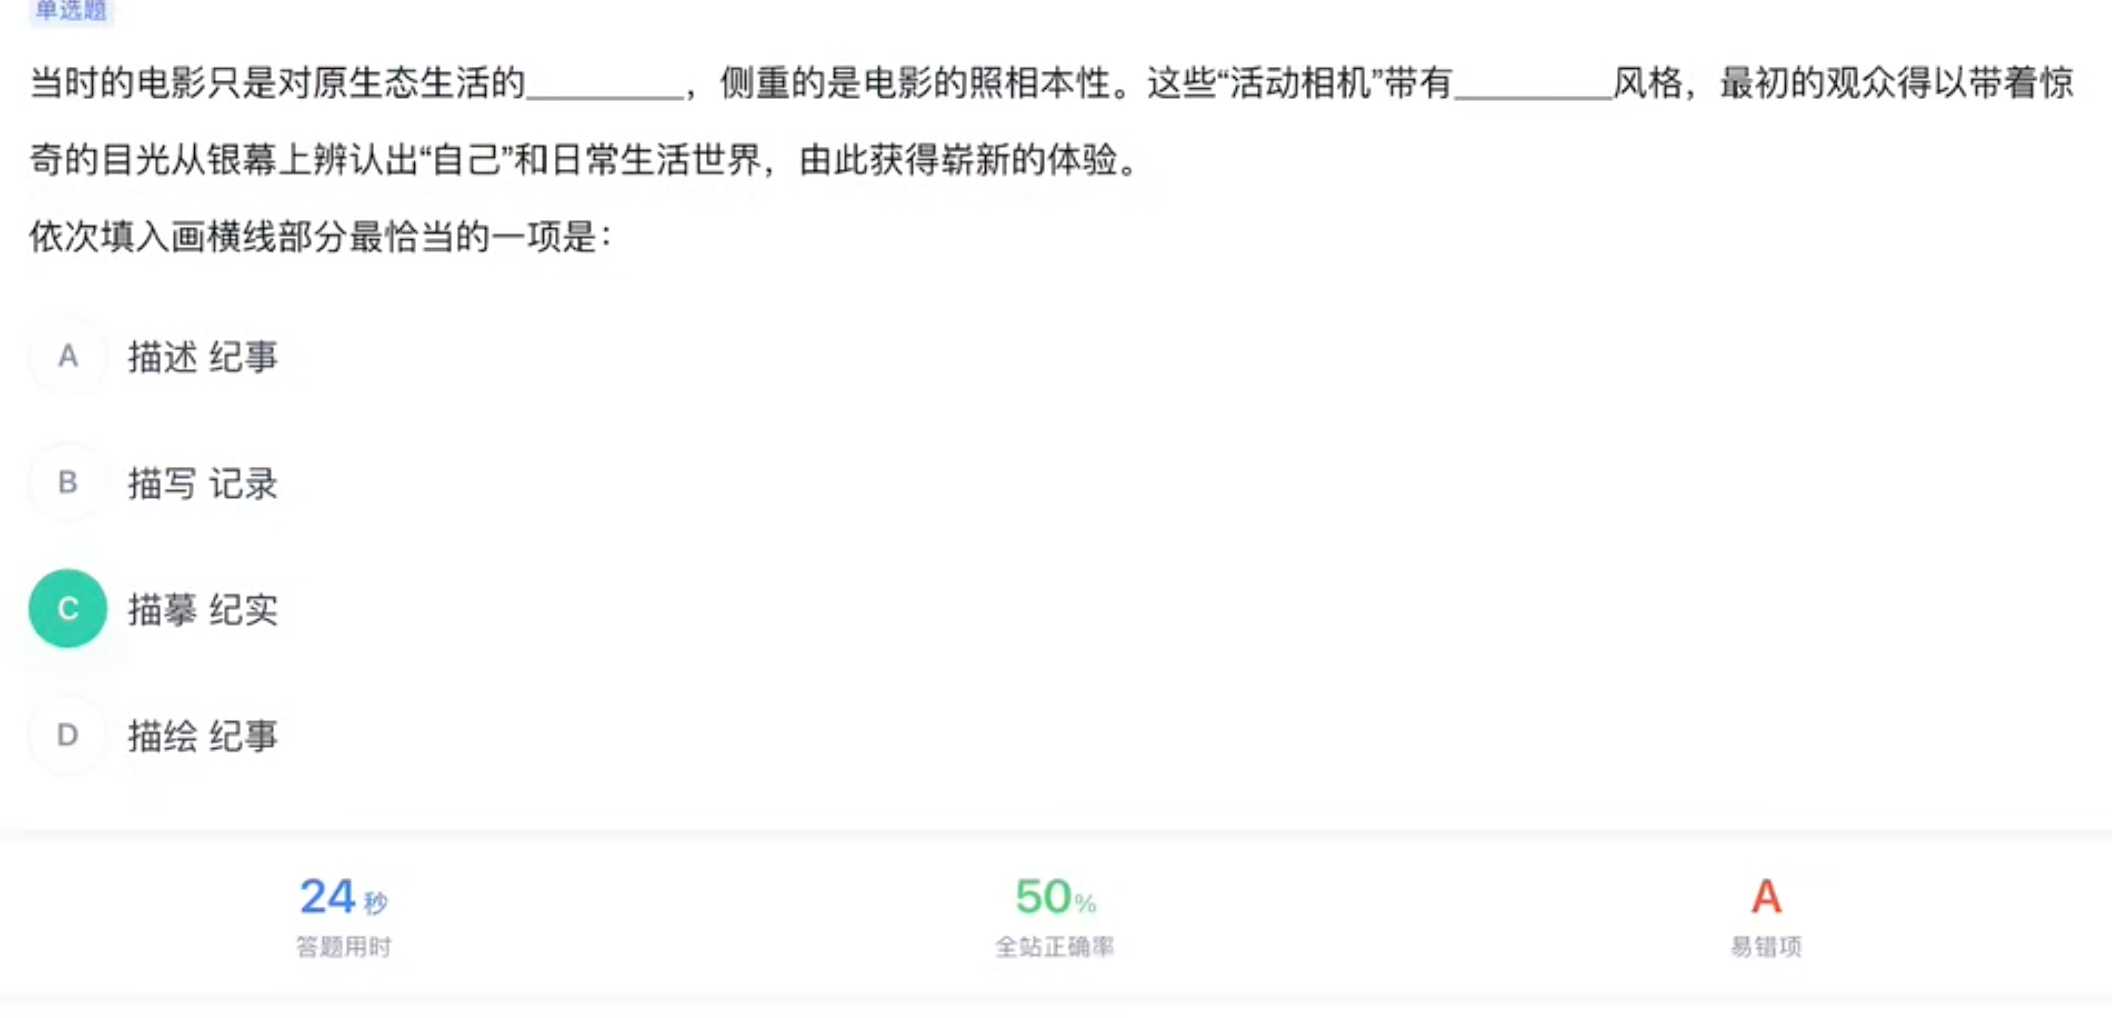 单选题
当时的电影只是对原生态生活的________，侧重的是电影的照相本性。这些“活动相机”带有________风格，最初的观众得以带着惊
奇的目光从银幕上辨认出“自己”和日常生活世界，由此获得崭新的体验。
依次填入画横线部分最恰当的一项是：
A 描述 纪事
B 描写 记录
C 描摹 纪实
D 描绘 纪事
24秒 50% A
答题用时 全站正确率 易错项